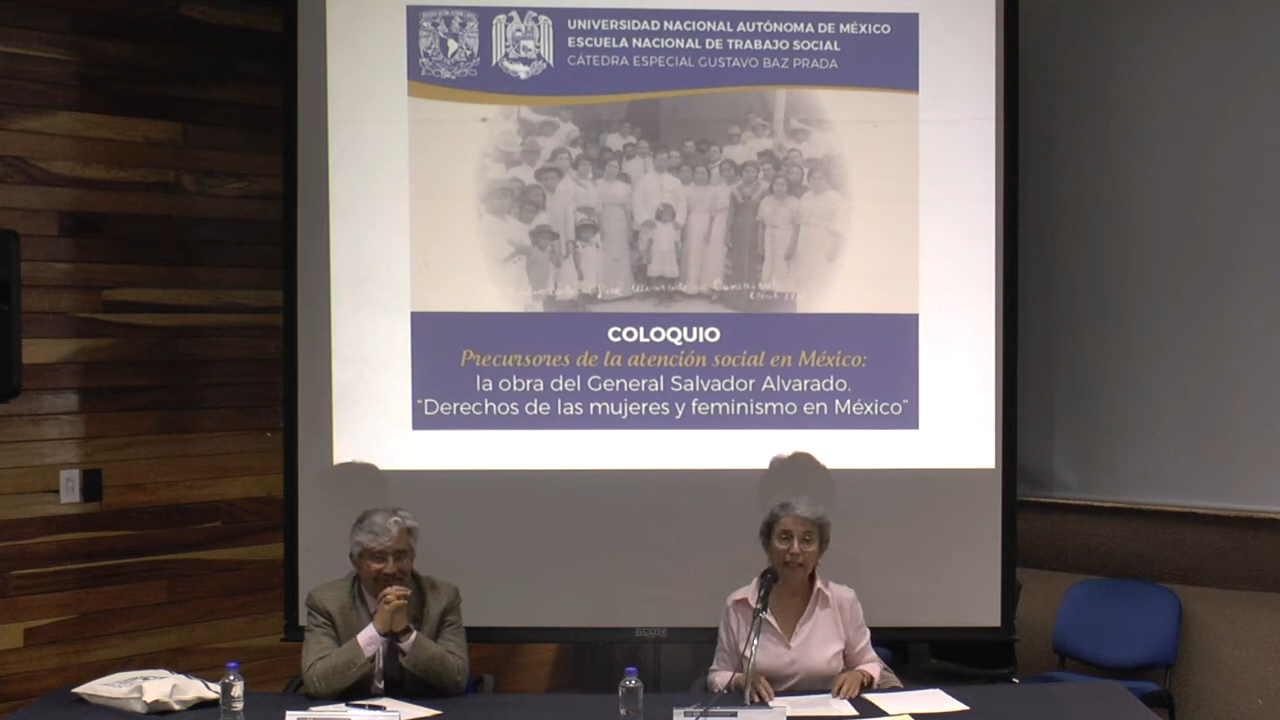 UNIVERSIDAD NACIONAL AUTÓNOMA DE MÉXICO
ESCUELA NACIONAL DE TRABAJO SOCIAL
CÁTEDRA ESPECIAL GUSTAVO BAZ PRADA
COLOQUIO
Precursores de la atención social en México:
la obra del General Salvador Alvarado.
“Derechos de las mujeres y feminismo en México”